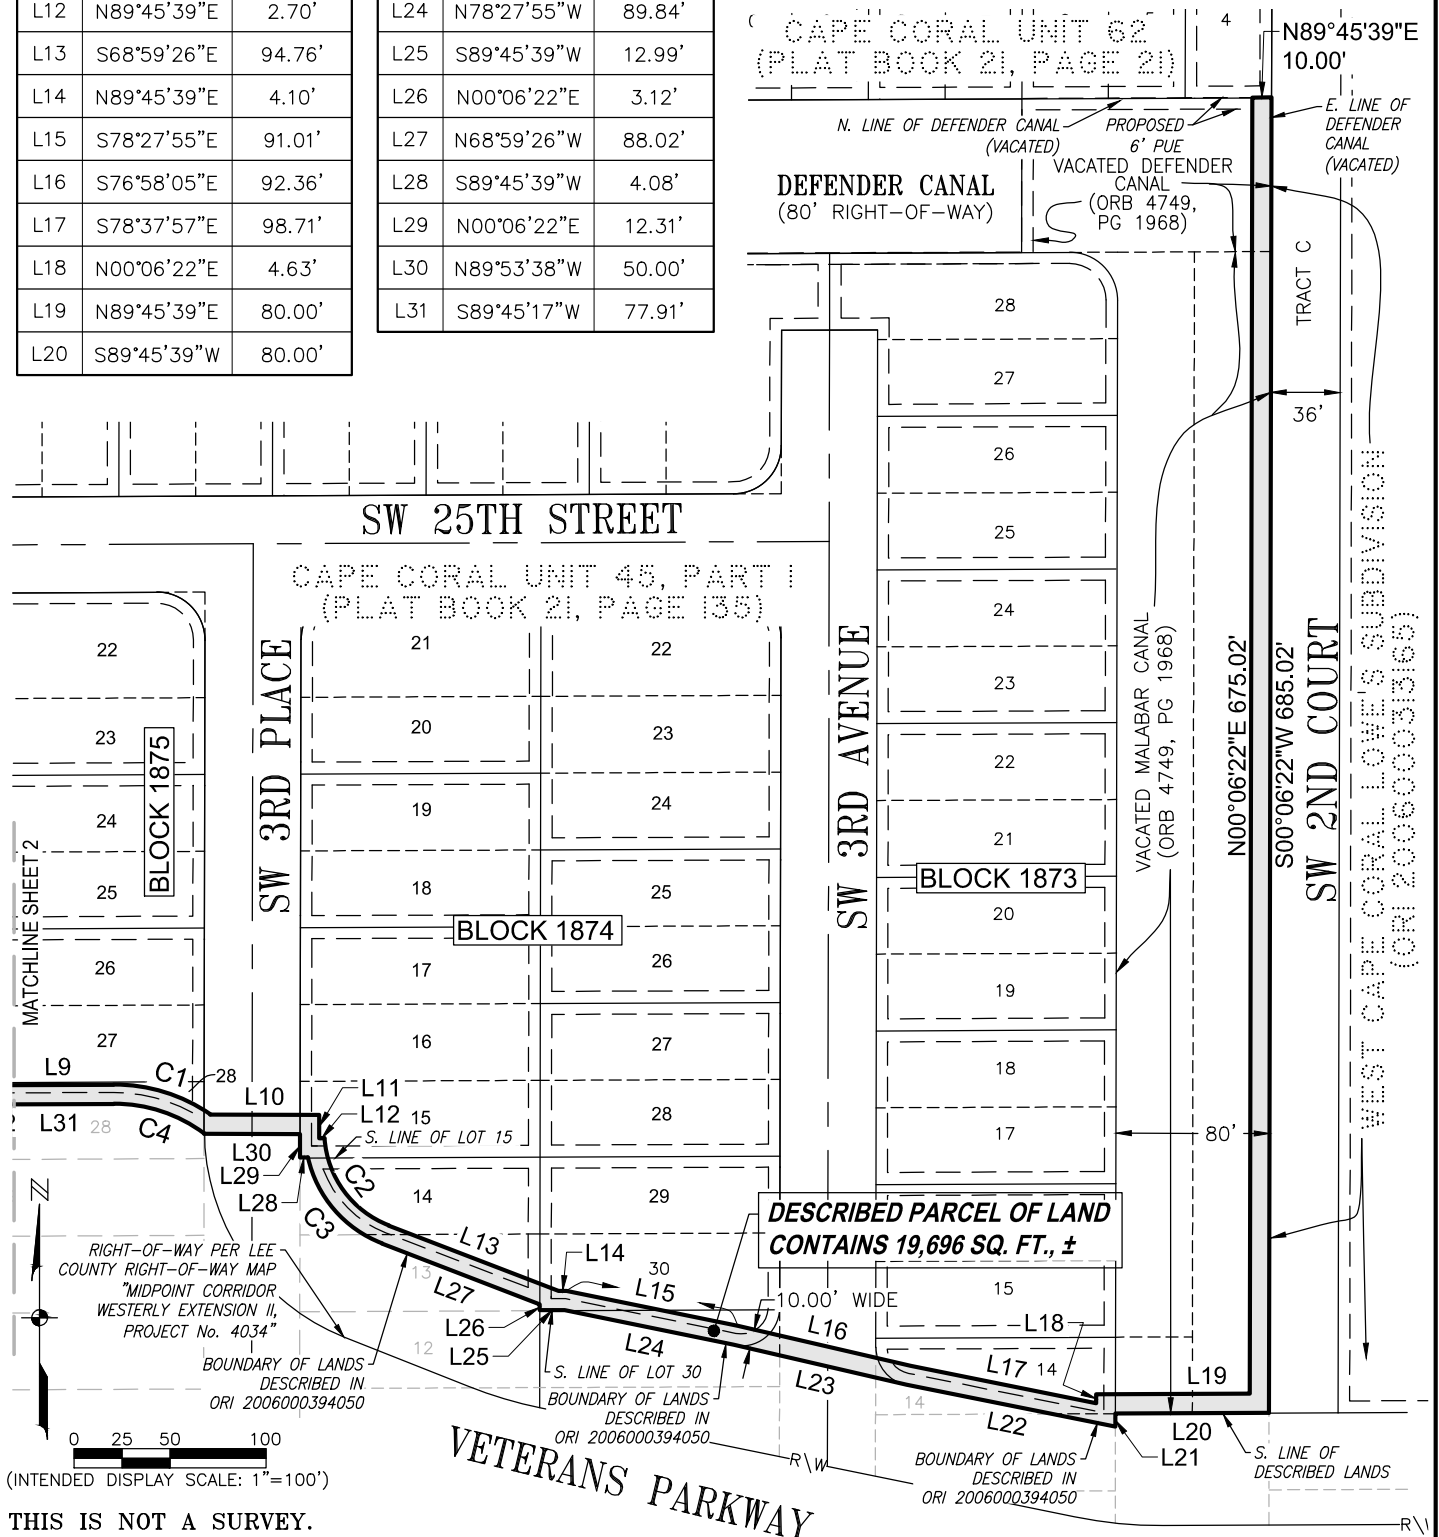 L12 N89°45'39"E 2.70'
L13 S68°59'26"E 94.76'
L14 N89°45'39"E 4.10'
L15 S78°27'55"E 91.01'
L16 S76°58'05"E 92.36'
L17 S78°37'57"E 98.71'
L18 N00°06'22"E 4.63'
L19 N89°45'39"E 80.00'
L20 S89°45'39"W 80.00'
L24 N78°27'55"W 89.84'
L25 S89°45'39"W 12.99'
L26 N00°06'22"E 3.12'
L27 N68°59'26"W 88.02'
L28 S89°45'39"W 4.08'
L29 N00°06'22"E 12.31'
L30 N89°53'38"W 50.00'
L31 S89°45'17"W 77.91'
CAPE CORAL UNIT 62
(PLAT BOOK 21, PAGE 21)
4
N89°45'39"E
10.00'
N. LINE OF DEFENDER CANAL
(VACATED)
PROPOSED
6' PUE
E. LINE OF
DEFENDER
CANAL
(VACATED)
DEFENDER CANAL
(80' RIGHT-OF-WAY)
VACATED DEFENDER
CANAL
(ORB 4749,
PG 1968)
TRACT C
36'
28
27
26
25
24
23
22
21
BLOCK 1873
20
19
18
17
15
14
14
SW 25TH STREET
CAPE CORAL UNIT 45, PART 1
(PLAT BOOK 21, PAGE 135)
22
23
24
25
26
27
28
28
BLOCK 1875
MATCHLINE SHEET 2
SW 3RD PLACE
21
20
19
18
17
16
15
14
13
12
22
23
24
25
26
27
28
29
30
BLOCK 1874
SW 3RD AVENUE
VACATED MALABAR CANAL
(ORB 4749, PG 1968)
N00°06'22"E 675.02'
S00°06'22"W 685.02'
SW 2ND COURT
WEST CAPE CORAL LOWE'S SUBDIVISION
(ORI 2006000313165)
80'
L9
C1
L10
L11
L12
S. LINE OF LOT 15
L31
C4
L30
L29
L28
C2
C3
L13
L27
L14
L15
L26
L25
L24
10.00' WIDE
L16
L23
L18
L17
L22
L19
L20
L21
DESCRIBED PARCEL OF LAND
CONTAINS 19,696 SQ. FT., ±
RIGHT-OF-WAY PER LEE
COUNTY RIGHT-OF-WAY MAP
"MIDPOINT CORRIDOR
WESTERLY EXTENSION II,
PROJECT No. 4034"
BOUNDARY OF LANDS
DESCRIBED IN
ORI 2006000394050
S. LINE OF LOT 30
BOUNDARY OF LANDS
DESCRIBED IN
ORI 2006000394050
BOUNDARY OF LANDS
DESCRIBED IN
ORI 2006000394050
S. LINE OF
DESCRIBED LANDS
VETERANS PARKWAY
R\W
N
0 25 50 100
(INTENDED DISPLAY SCALE: 1"=100')
THIS IS NOT A SURVEY.